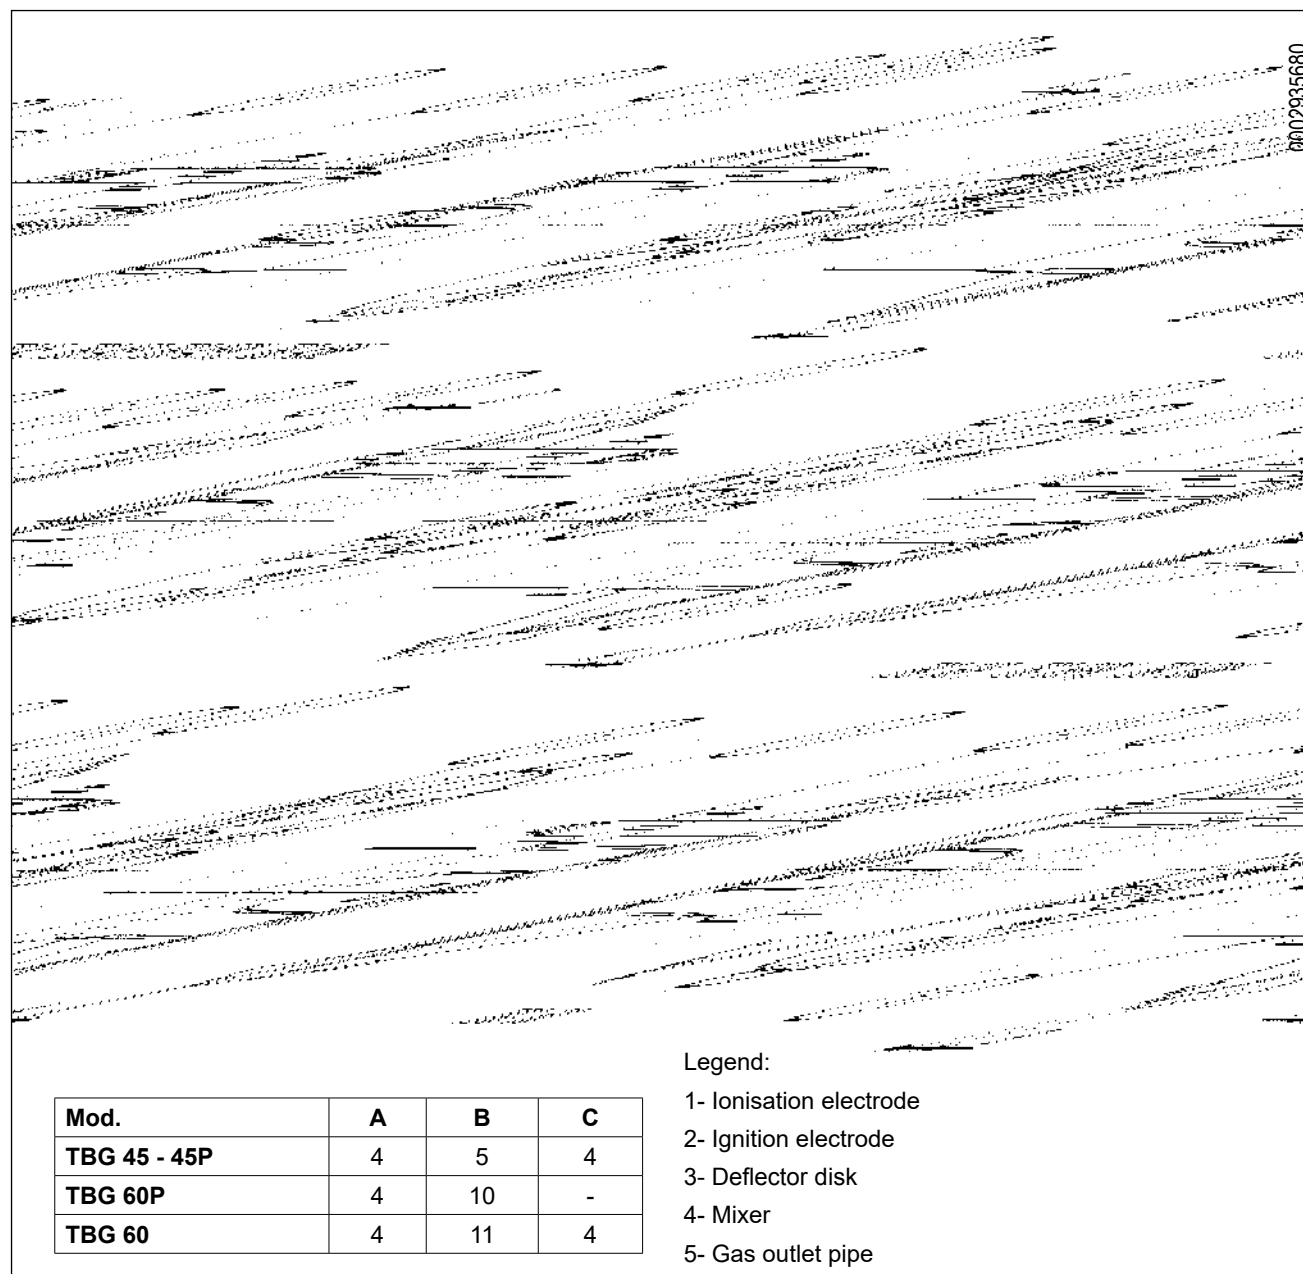 0002935680
Legend:
1- Ionisation electrode
2- Ignition electrode
3- Deflector disk
4- Mixer
5- Gas outlet pipe
Mod. A B C
TBG 45 - 45P 4 5 4
TBG 60P 4 10 -
TBG 60 4 11 4